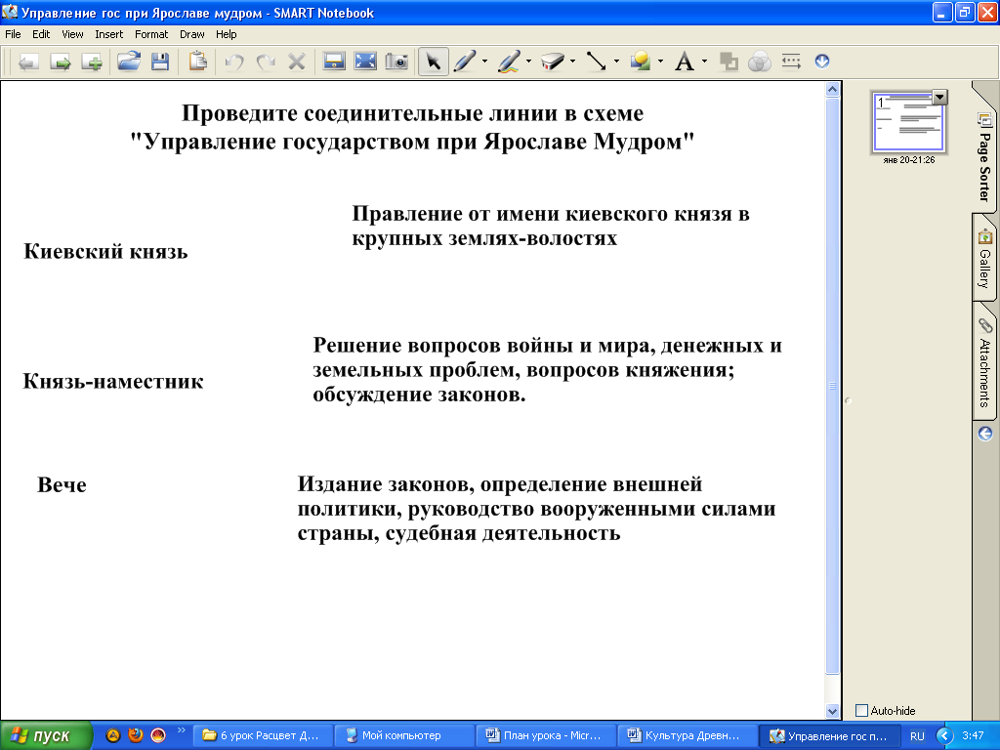 Управление гос при Ярославе мудром - SMART Notebook
File Edit View Insert Format Draw Help
Проведите соединительные линии в схеме
"Управление государством при Ярославе Мудром"
Правление от имени киевского князя в
крупных землях-волостях
Киевский князь
Решение вопросов войны и мира, денежных и
земельных проблем, вопросов княжения;
обсуждение законов.
Князь-наместник
Вече
Издание законов, определение внешней
политики, руководство вооруженными силами
страны, судебная деятельность
1
янв 20-21:26
Page Sorter
Gallery
Attachments
Auto-hide
пуск
6 урок Расцвет Д...
Мой компьютер
План урока - Micr...
Культура Древн...
Управление гос п...
RU
3:47